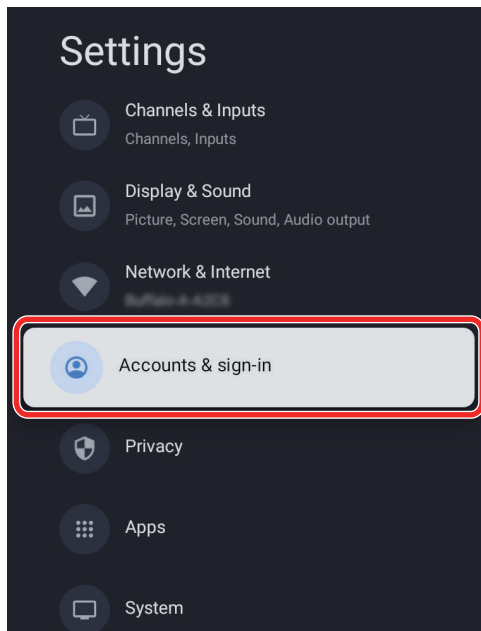 Settings
Channels & Inputs
Channels, Inputs
Display & Sound
Picture, Screen, Sound, Audio output
Network & Internet
Accounts & sign-in
Privacy
Apps
System